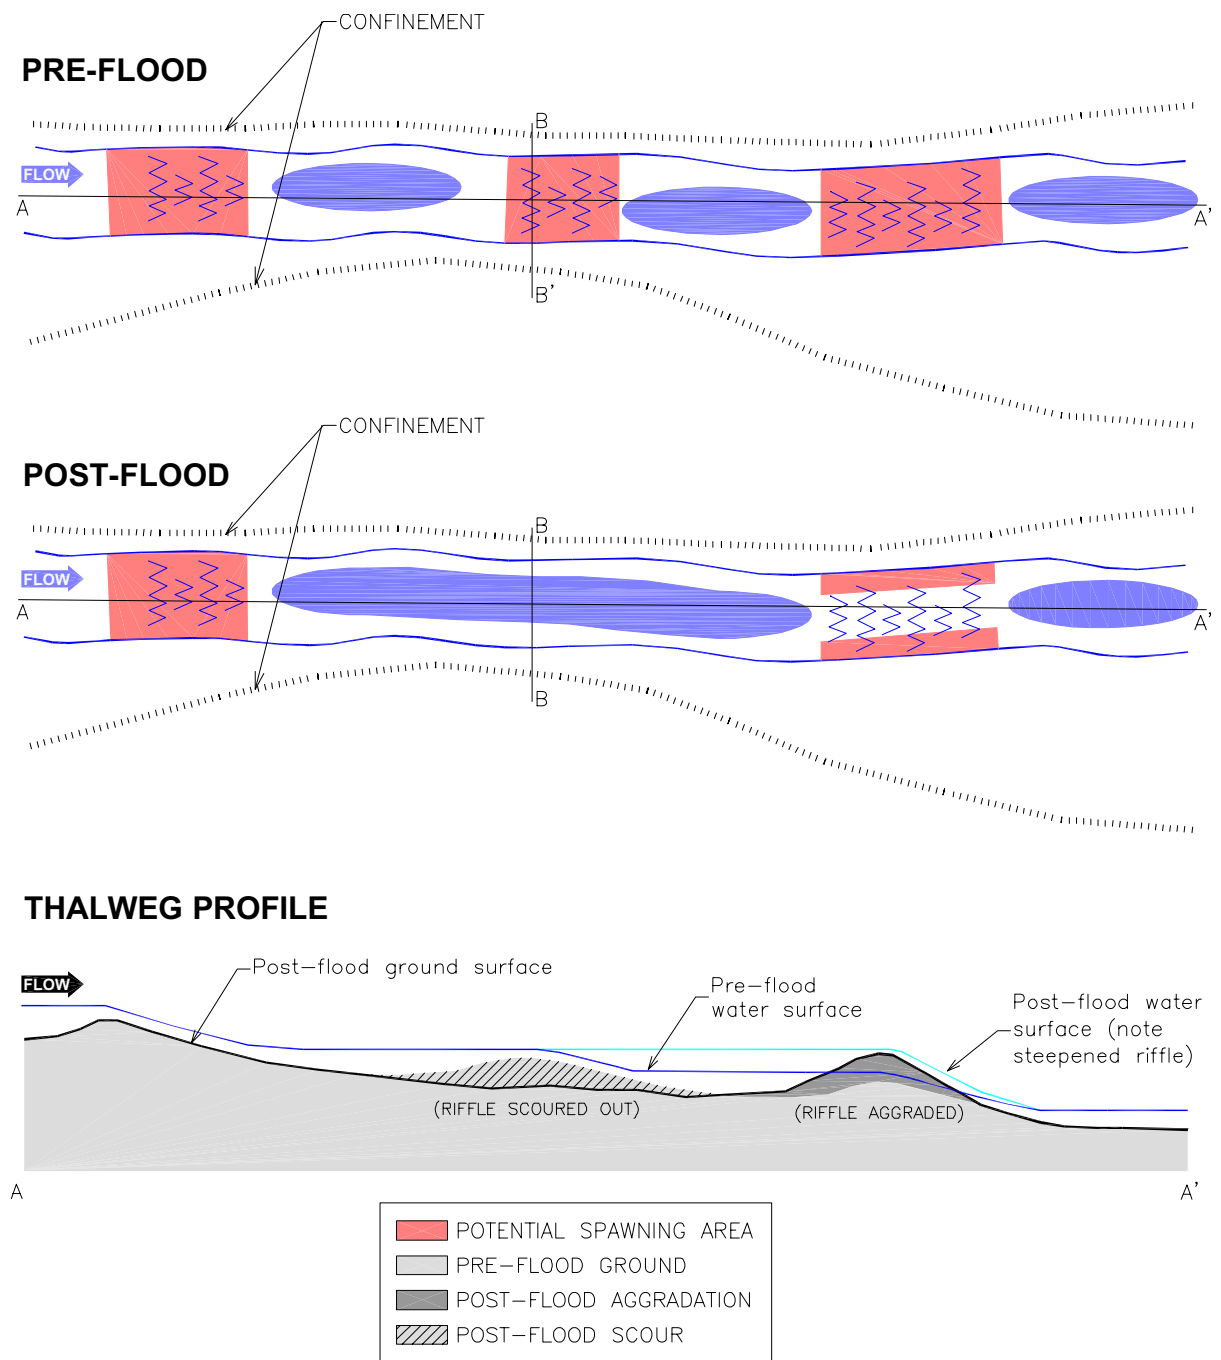 CONFINEMENT
PRE-FLOOD
B
FLOW
A
A'
B'
CONFINEMENT
POST-FLOOD
B
FLOW
A
A'
B
THALWEG PROFILE
FLOW
Post-flood ground surface
Pre-flood
water surface
Post-flood water
surface (note
steepened riffle)
(RIFFLE SCOURED OUT)
(RIFFLE AGGRADED)
A
A'
POTENTIAL SPAWNING AREA
PRE-FLOOD GROUND
POST-FLOOD AGGRADATION
POST-FLOOD SCOUR